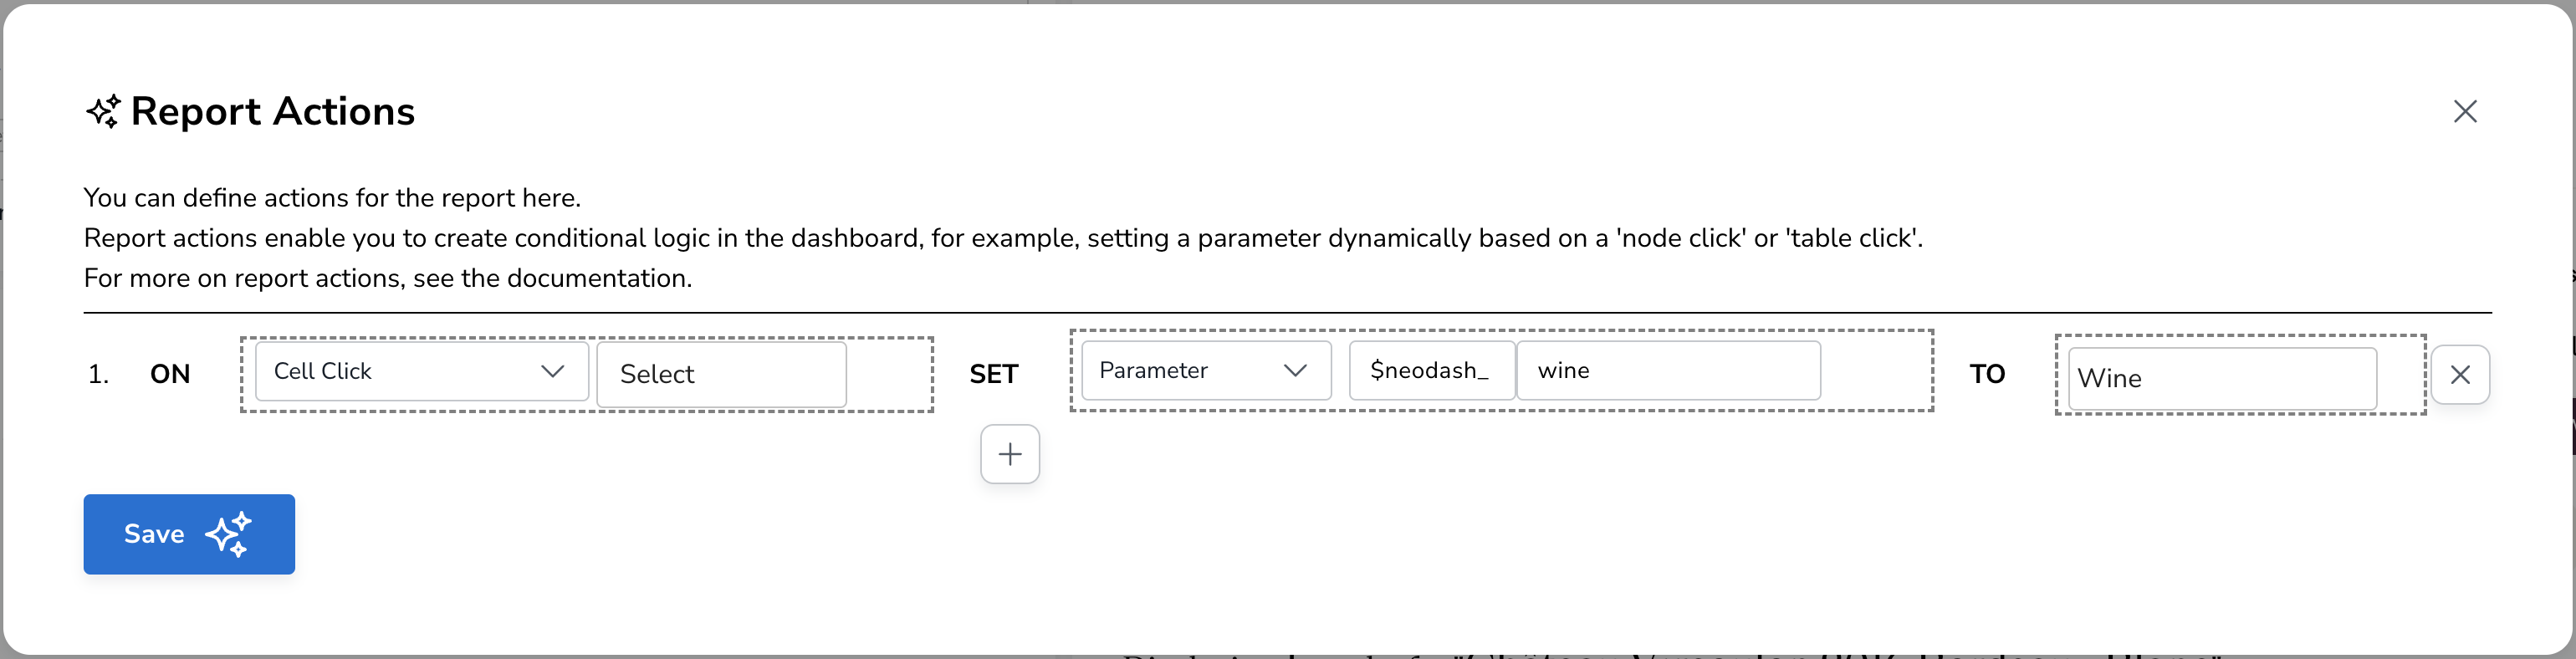 Report Actions
You can define actions for the report here.
Report actions enable you to create conditional logic in the dashboard, for example, setting a parameter dynamically based on a 'node click' or 'table click'.
For more on report actions, see the documentation.
1. ON Cell Click Select SET Parameter $neodash_ wine TO Wine
Save